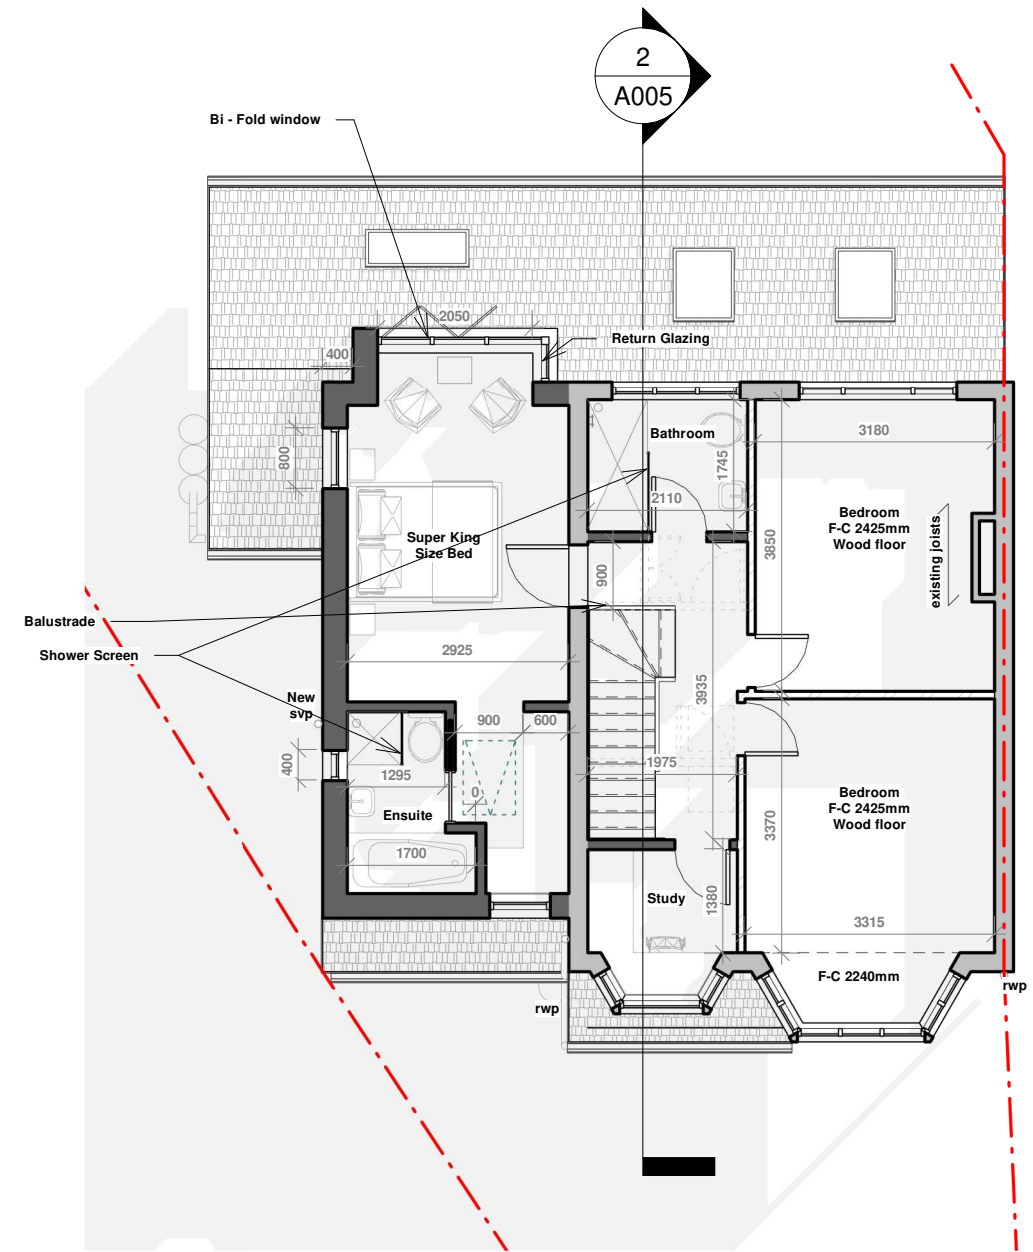 2
A005
Bi - Fold window
2050
Return Glazing
400
Bathroom
3180
800
1745
2110
Bedroom
F-C 2425mm
Wood floor
existing joists
Super King
Size Bed
3850
900
Balustrade
Shower Screen
2925
3935
New
svp
900
600
400
1295
1975
0
Ensuite
Bedroom
F-C 2425mm
Wood floor
3370
1700
Study
1380
3315
F-C 2240mm
rwp
rwp